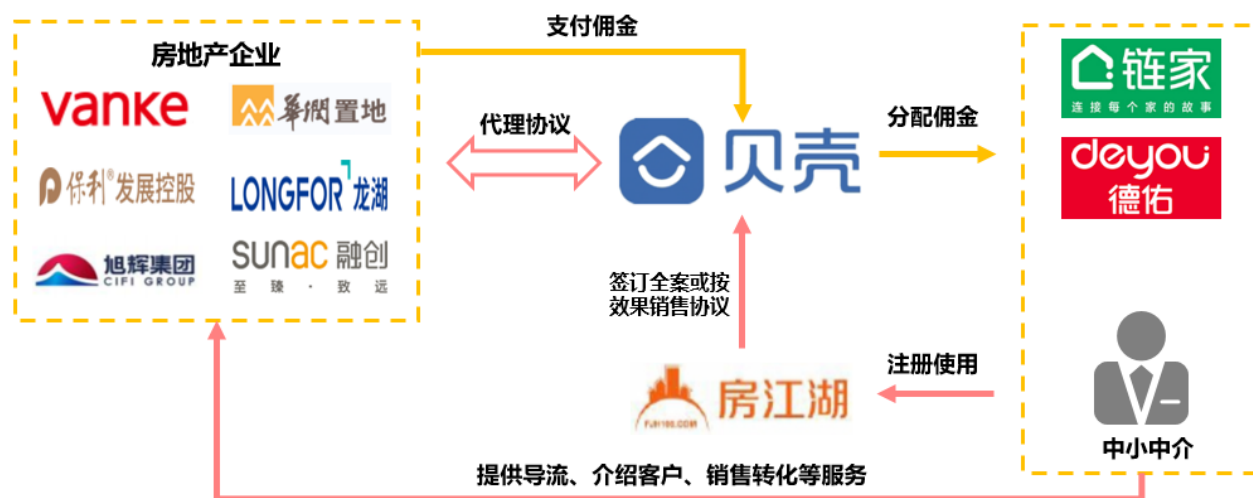 支付佣金
房地产企业
vanke
华润置地
保利®发展控股
LONGFOR 龙湖
旭辉集团
CIFI GROUP
sunac 融创
至 臻 · 致 远
代理协议
贝壳
分配佣金
链家
连接每个家的故事
deyou
德佑
签订全案或按
效果销售协议
房江湖
注册使用
中小中介
提供导流、介绍客户、销售转化等服务